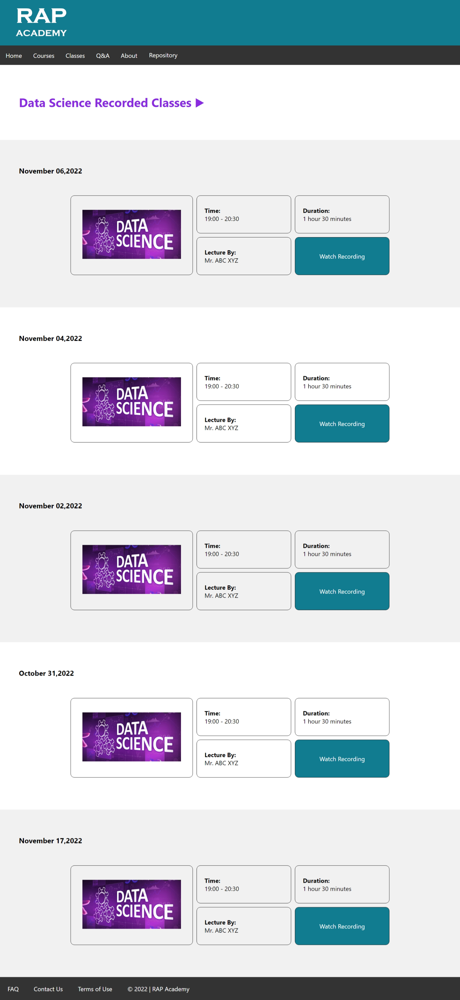 RAP
ACADEMY
Home Courses Classes Q&A About Repository
Data Science Recorded Classes
November 06,2022
DATA
SCIENCE
Time:
19:00 - 20:30
Duration:
1 hour 30 minutes
Lecture By:
Mr. ABC XYZ
Watch Recording
November 04,2022
DATA
SCIENCE
Time:
19:00 - 20:30
Duration:
1 hour 30 minutes
Lecture By:
Mr. ABC XYZ
Watch Recording
November 02,2022
DATA
SCIENCE
Time:
19:00 - 20:30
Duration:
1 hour 30 minutes
Lecture By:
Mr. ABC XYZ
Watch Recording
October 31,2022
DATA
SCIENCE
Time:
19:00 - 20:30
Duration:
1 hour 30 minutes
Lecture By:
Mr. ABC XYZ
Watch Recording
November 17,2022
DATA
SCIENCE
Time:
19:00 - 20:30
Duration:
1 hour 30 minutes
Lecture By:
Mr. ABC XYZ
Watch Recording
FAQ Contact Us Terms of Use © 2022 | RAP Academy